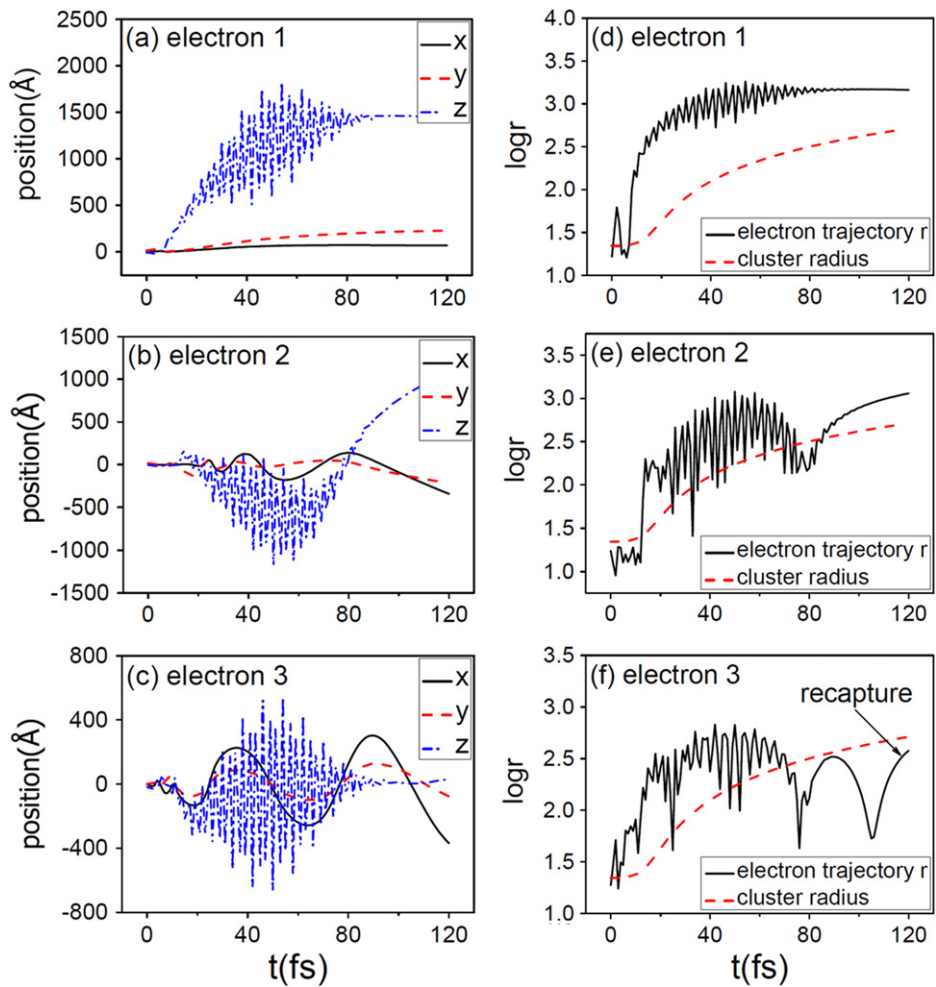 (a) electron 1
x
y
z
position(Å)
2500
2000
1500
1000
500
0
0 40 80 120
(d) electron 1
logr
4.0
3.5
3.0
2.5
2.0
1.5
1.0
electron trajectory r
cluster radius
0 40 80 120
(b) electron 2
x
y
z
position(Å)
1500
1000
500
0
-500
-1000
-1500
0 40 80 120
(e) electron 2
logr
3.5
3.0
2.5
2.0
1.5
1.0
electron trajectory r
cluster radius
0 40 80 120
(c) electron 3
x
y
z
position(Å)
800
400
0
-400
-800
0 40 80 120
t(fs)
(f) electron 3
recapture
logr
3.5
3.0
2.5
2.0
1.5
1.0
electron trajectory r
cluster radius
0 40 80 120
t(fs)